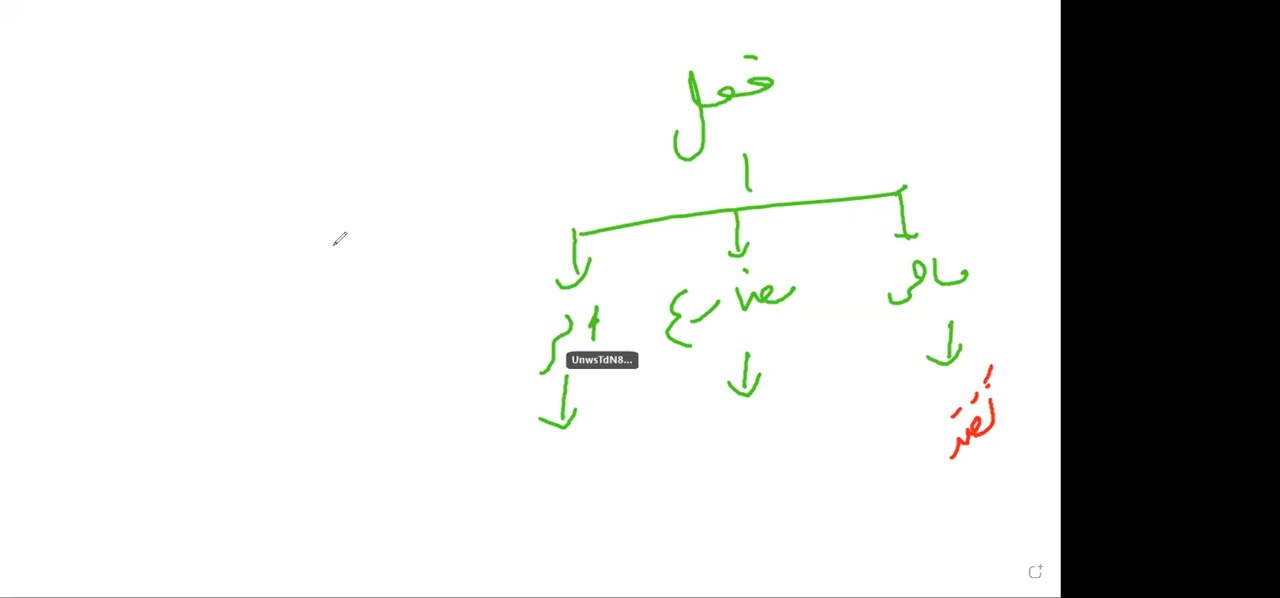 فعل
ماضی
مضارع
امر
UnwsTdN8...
نَصَرَ